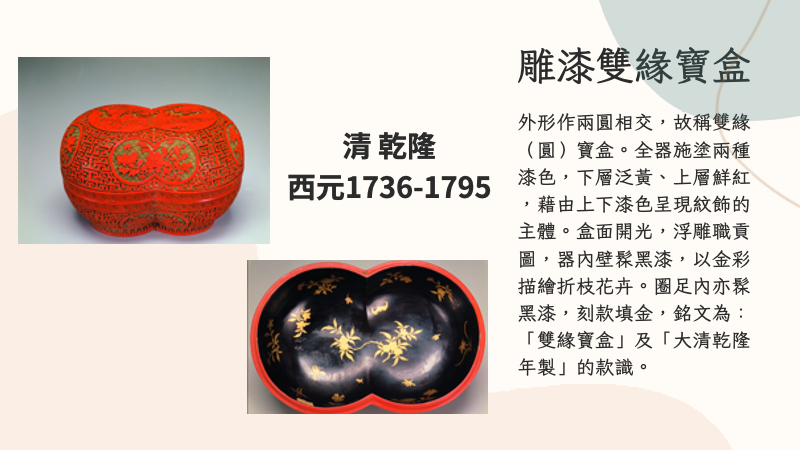 雕漆雙緣寶盒
清 乾隆
西元1736-1795
外形作兩圓相交，故稱雙緣
（圓）寶盒。全器施塗兩種
漆色，下層泛黃、上層鮮紅
，藉由上下漆色呈現紋飾的
主體。盒面開光，浮雕職貢
圖，器內壁髹黑漆，以金彩
描繪折枝花卉。圈足內亦髹
黑漆，刻款填金，銘文為：
「雙緣寶盒」及「大清乾隆
年製」的款識。